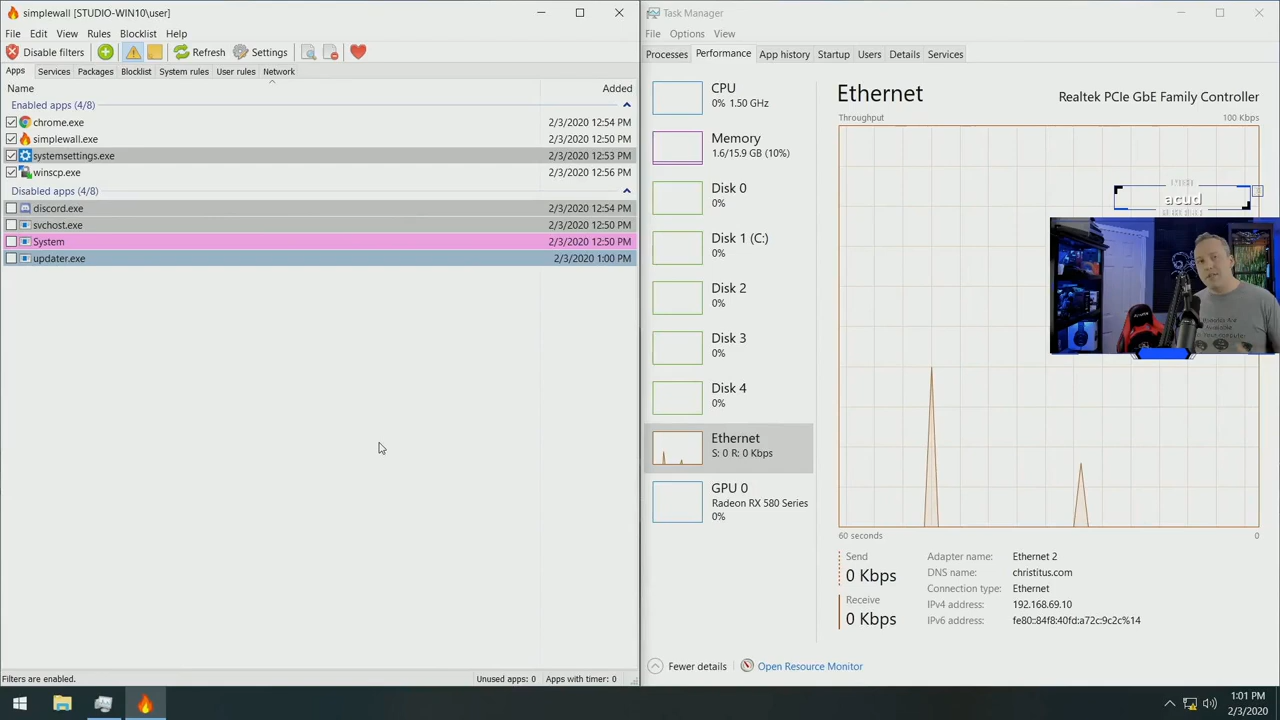 simplewall [STUDIO-WIN10\user]
File Edit View Rules Blocklist Help
Disable filters Refresh Settings
Apps Services Packages Blocklist System rules User rules Network
Name Added
Enabled apps (4/8)
chrome.exe 2/3/2020 12:54 PM
simplewall.exe 2/3/2020 12:50 PM
systemsettings.exe 2/3/2020 12:53 PM
winscp.exe 2/3/2020 12:56 PM
Disabled apps (4/8)
discord.exe 2/3/2020 12:54 PM
svchost.exe 2/3/2020 12:50 PM
System 2/3/2020 12:50 PM
updater.exe 2/3/2020 1:00 PM
Filters are enabled. Unused apps: 0 Apps with timer: 0
Task Manager
File Options View
Processes Performance App history Startup Users Details Services
CPU
0% 1.50 GHz
Memory
1.6/15.9 GB (10%)
Disk 0
0%
Disk 1 (C:)
0%
Disk 2
0%
Disk 3
0%
Disk 4
0%
Ethernet
S: 0 R: 0 Kbps
GPU 0
Radeon RX 580 Series
0%
Ethernet Realtek PCIe GbE Family Controller
Throughput 100 Kbps
acud
60 seconds 0
Send
0 Kbps
Receive
0 Kbps
Adapter name: Ethernet 2
DNS name: christitus.com
Connection type: Ethernet
IPv4 address: 192.168.69.10
IPv6 address: fe80::84f8:40fd:a72c:9c2c%14
Fewer details Open Resource Monitor
1:01 PM
2/3/2020